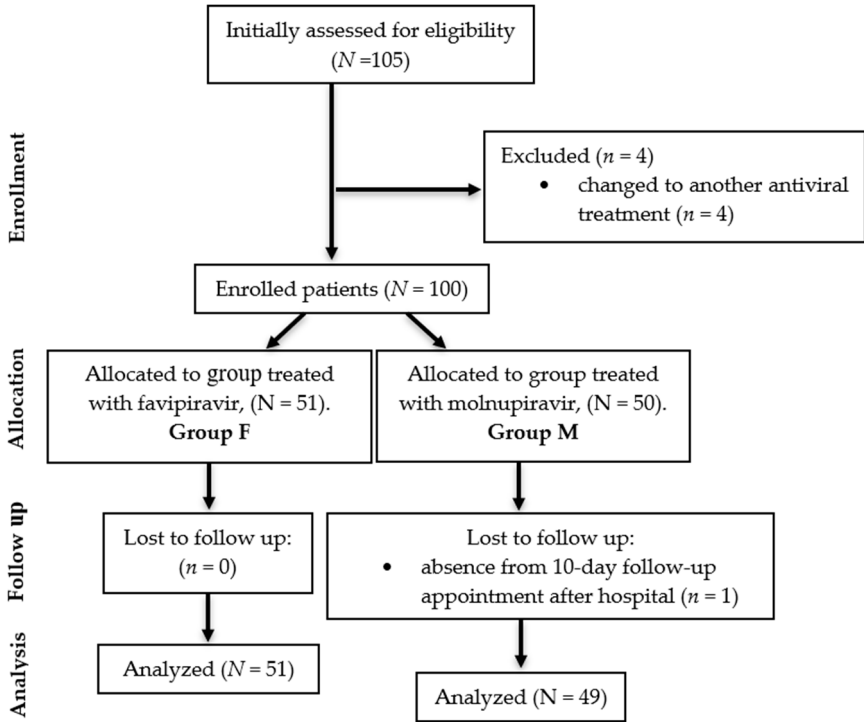 Initially assessed for eligibility
(N =105)
Enrollment
Excluded (n = 4)
• changed to another antiviral
treatment (n = 4)
Enrolled patients (N = 100)
Allocation
Allocated to group treated
with favipiravir, (N = 51).
Group F
Allocated to group treated
with molnupiravir, (N = 50).
Group M
Follow up
Lost to follow up:
(n = 0)
Lost to follow up:
• absence from 10-day follow-up
appointment after hospital (n = 1)
Analysis
Analyzed (N = 51)
Analyzed (N = 49)